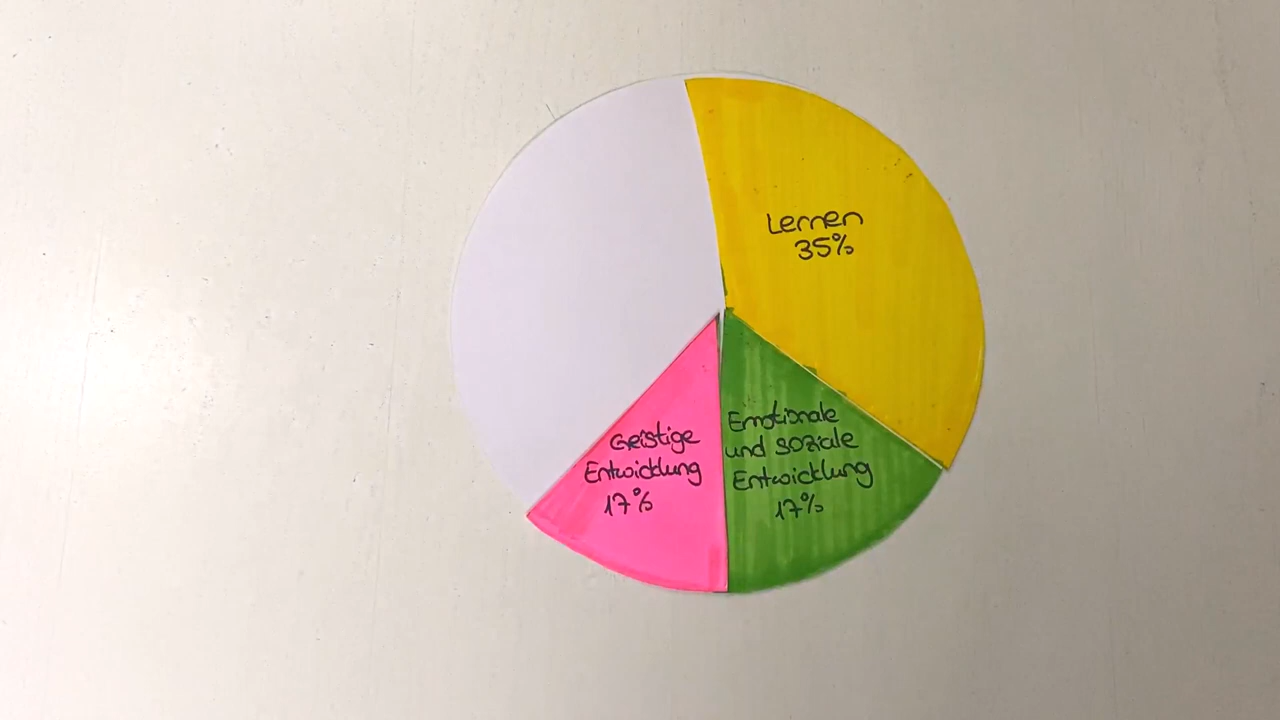 Lernen
35%
Emotionale
und soziale
Entwicklung
17%
Geistige
Entwicklung
17%